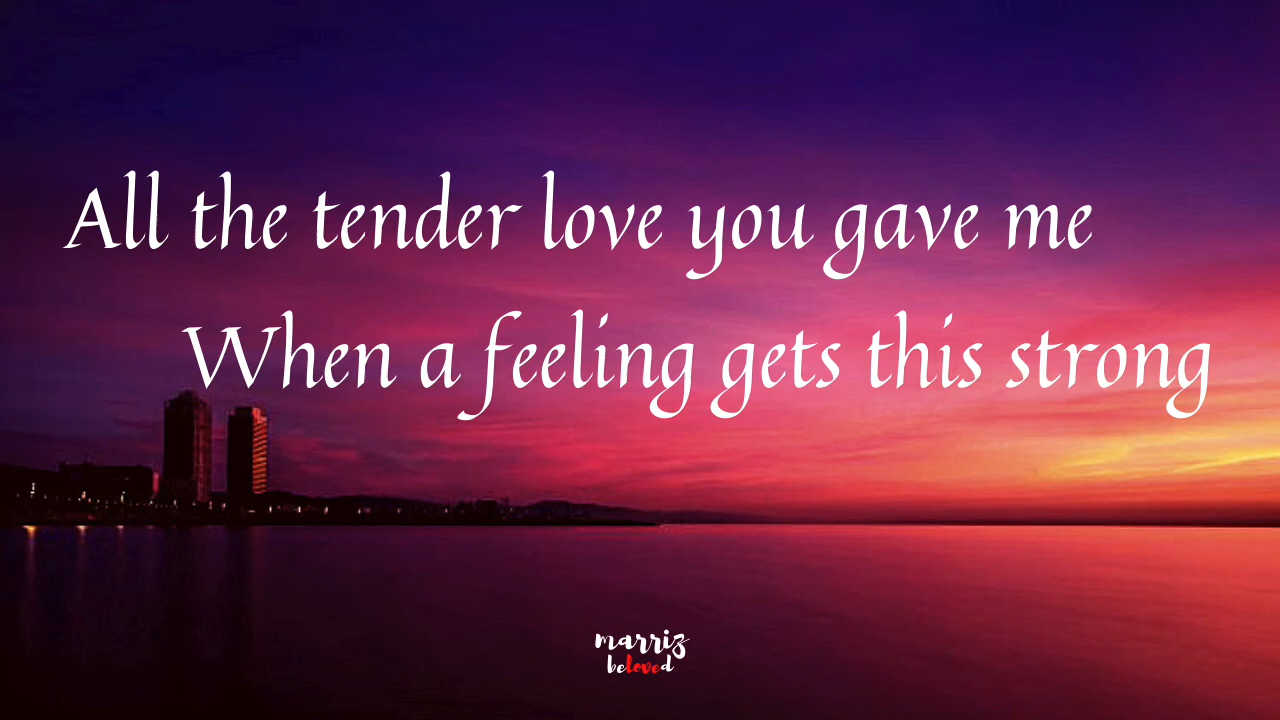 All the tender love you gave me
When a feeling gets this strong
marriz
beloved